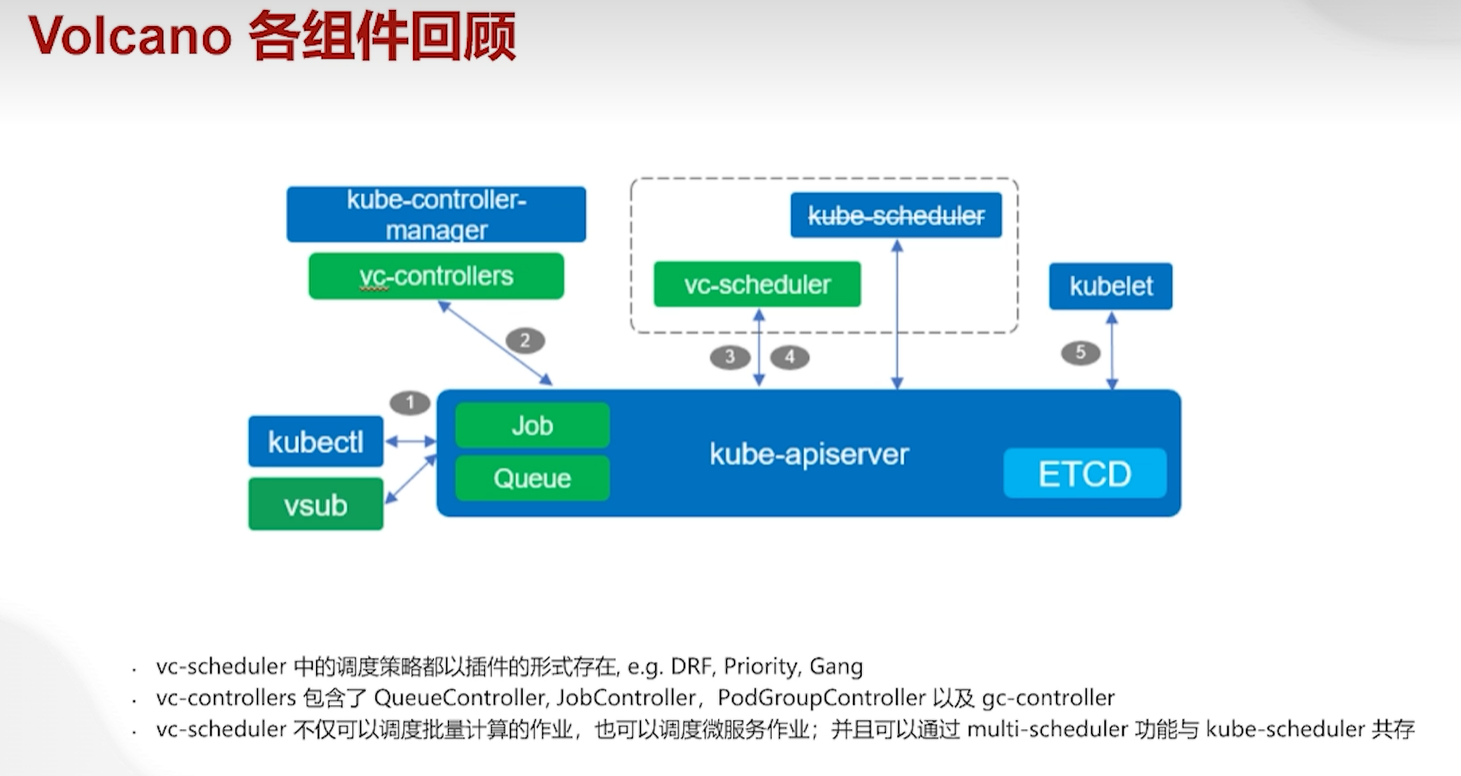 Volcano 各组件回顾
kube-controller-
manager
kube-scheduler
vc-controllers
vc-scheduler
kubelet
2
3
4
5
1
Job
kubectl
kube-apiserver
ETCD
Queue
vsub
· vc-scheduler 中的调度策略都以插件的形式存在, e.g. DRF, Priority, Gang
· vc-controllers 包含了 QueueController, JobController，PodGroupController 以及 gc-controller
· vc-scheduler 不仅可以调度批量计算的作业，也可以调度微服务作业；并且可以通过 multi-scheduler 功能与 kube-scheduler 共存